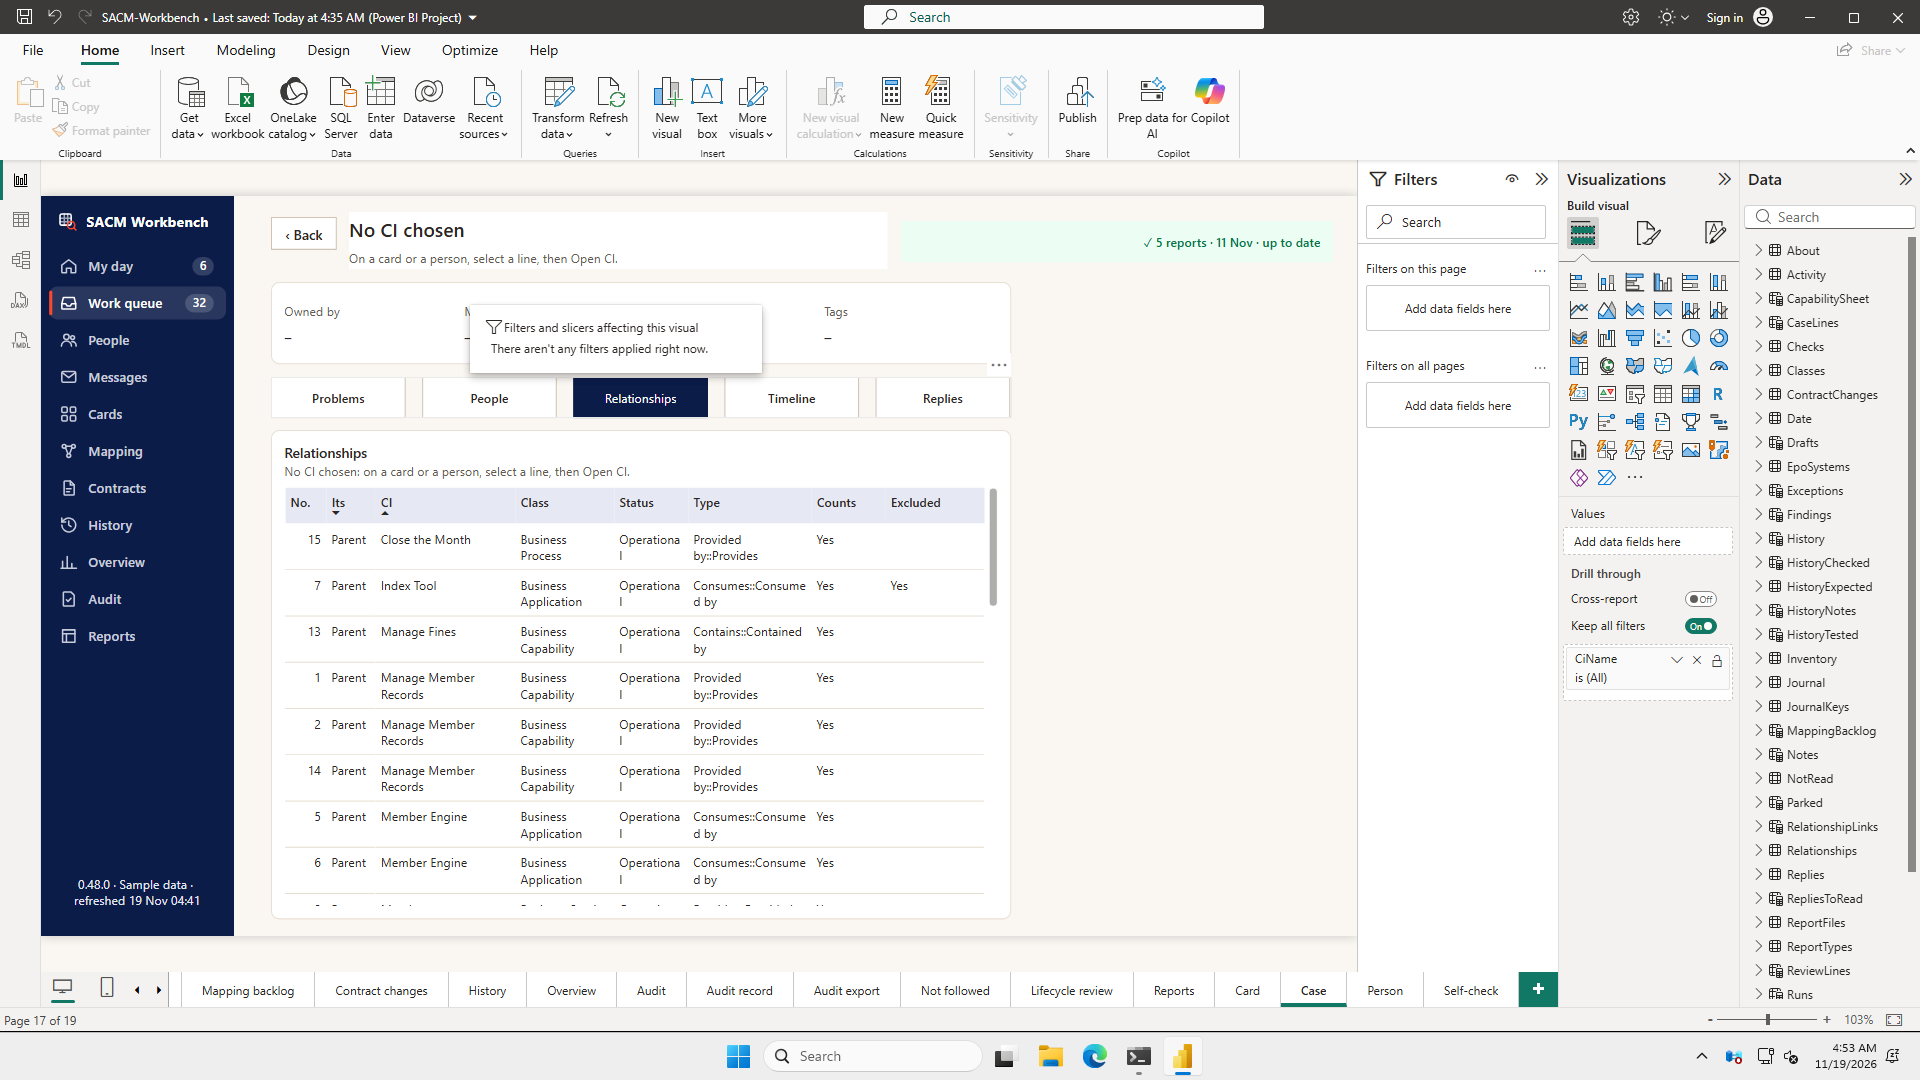 SACM-Workbench • Last saved: Today at 4:35 AM (Power BI Project)
Search
Sign in
File
Home
Insert
Modeling
Design
View
Optimize
Help
Share
Paste
Cut
Copy
Format painter
Clipboard
Get data
Excel workbook
OneLake catalog
SQL Server
Enter data
Dataverse
Recent sources
Data
Transform data
Refresh
Queries
New visual
Text box
More visuals
Insert
New visual calculation
New measure
Quick measure
Calculations
Sensitivity
Sensitivity
Publish
Share
Prep data for AI
Copilot
Copilot
SACM Workbench
My day 6
Work queue 32
People
Messages
Cards
Mapping
Contracts
History
Overview
Audit
Reports
0.48.0 · Sample data ·
refreshed 19 Nov 04:41
‹ Back
No CI chosen
On a card or a person, select a line, then Open CI.
✓ 5 reports · 11 Nov · up to date
Owned by
–
Tags
–
Filters and slicers affecting this visual
There aren't any filters applied right now.
Problems
People
Relationships
Timeline
Replies
Relationships
No CI chosen: on a card or a person, select a line, then Open CI.
No. Its CI Class Status Type Counts Excluded
15 Parent Close the Month Business Process Operational Provided by::Provides Yes
7 Parent Index Tool Business Application Operational Consumes::Consumed by Yes Yes
13 Parent Manage Fines Business Capability Operational Contains::Contained by Yes
1 Parent Manage Member Records Business Capability Operational Provided by::Provides Yes
2 Parent Manage Member Records Business Capability Operational Provided by::Provides Yes
14 Parent Manage Member Records Business Capability Operational Provided by::Provides Yes
5 Parent Member Engine Business Application Operational Consumes::Consumed by Yes
6 Parent Member Engine Business Application Operational Consumes::Consumed by Yes
Filters
Search
Filters on this page
Add data fields here
Filters on all pages
Add data fields here
Visualizations
Build visual
Values
Add data fields here
Drill through
Cross-report Off
Keep all filters On
CiName
is (All)
Data
Search
About
Activity
CapabilitySheet
CaseLines
Checks
Classes
ContractChanges
Date
Drafts
EpoSystems
Exceptions
Findings
History
HistoryChecked
HistoryExpected
HistoryNotes
HistoryTested
Inventory
Journal
JournalKeys
MappingBacklog
Notes
NotRead
Parked
RelationshipLinks
Relationships
Replies
RepliesToRead
ReportFiles
ReportTypes
ReviewLines
Runs
Mapping backlog
Contract changes
History
Overview
Audit
Audit record
Audit export
Not followed
Lifecycle review
Reports
Card
Case
Person
Self-check
+
Page 17 of 19
- + 103%
Search
4:53 AM
11/19/2026